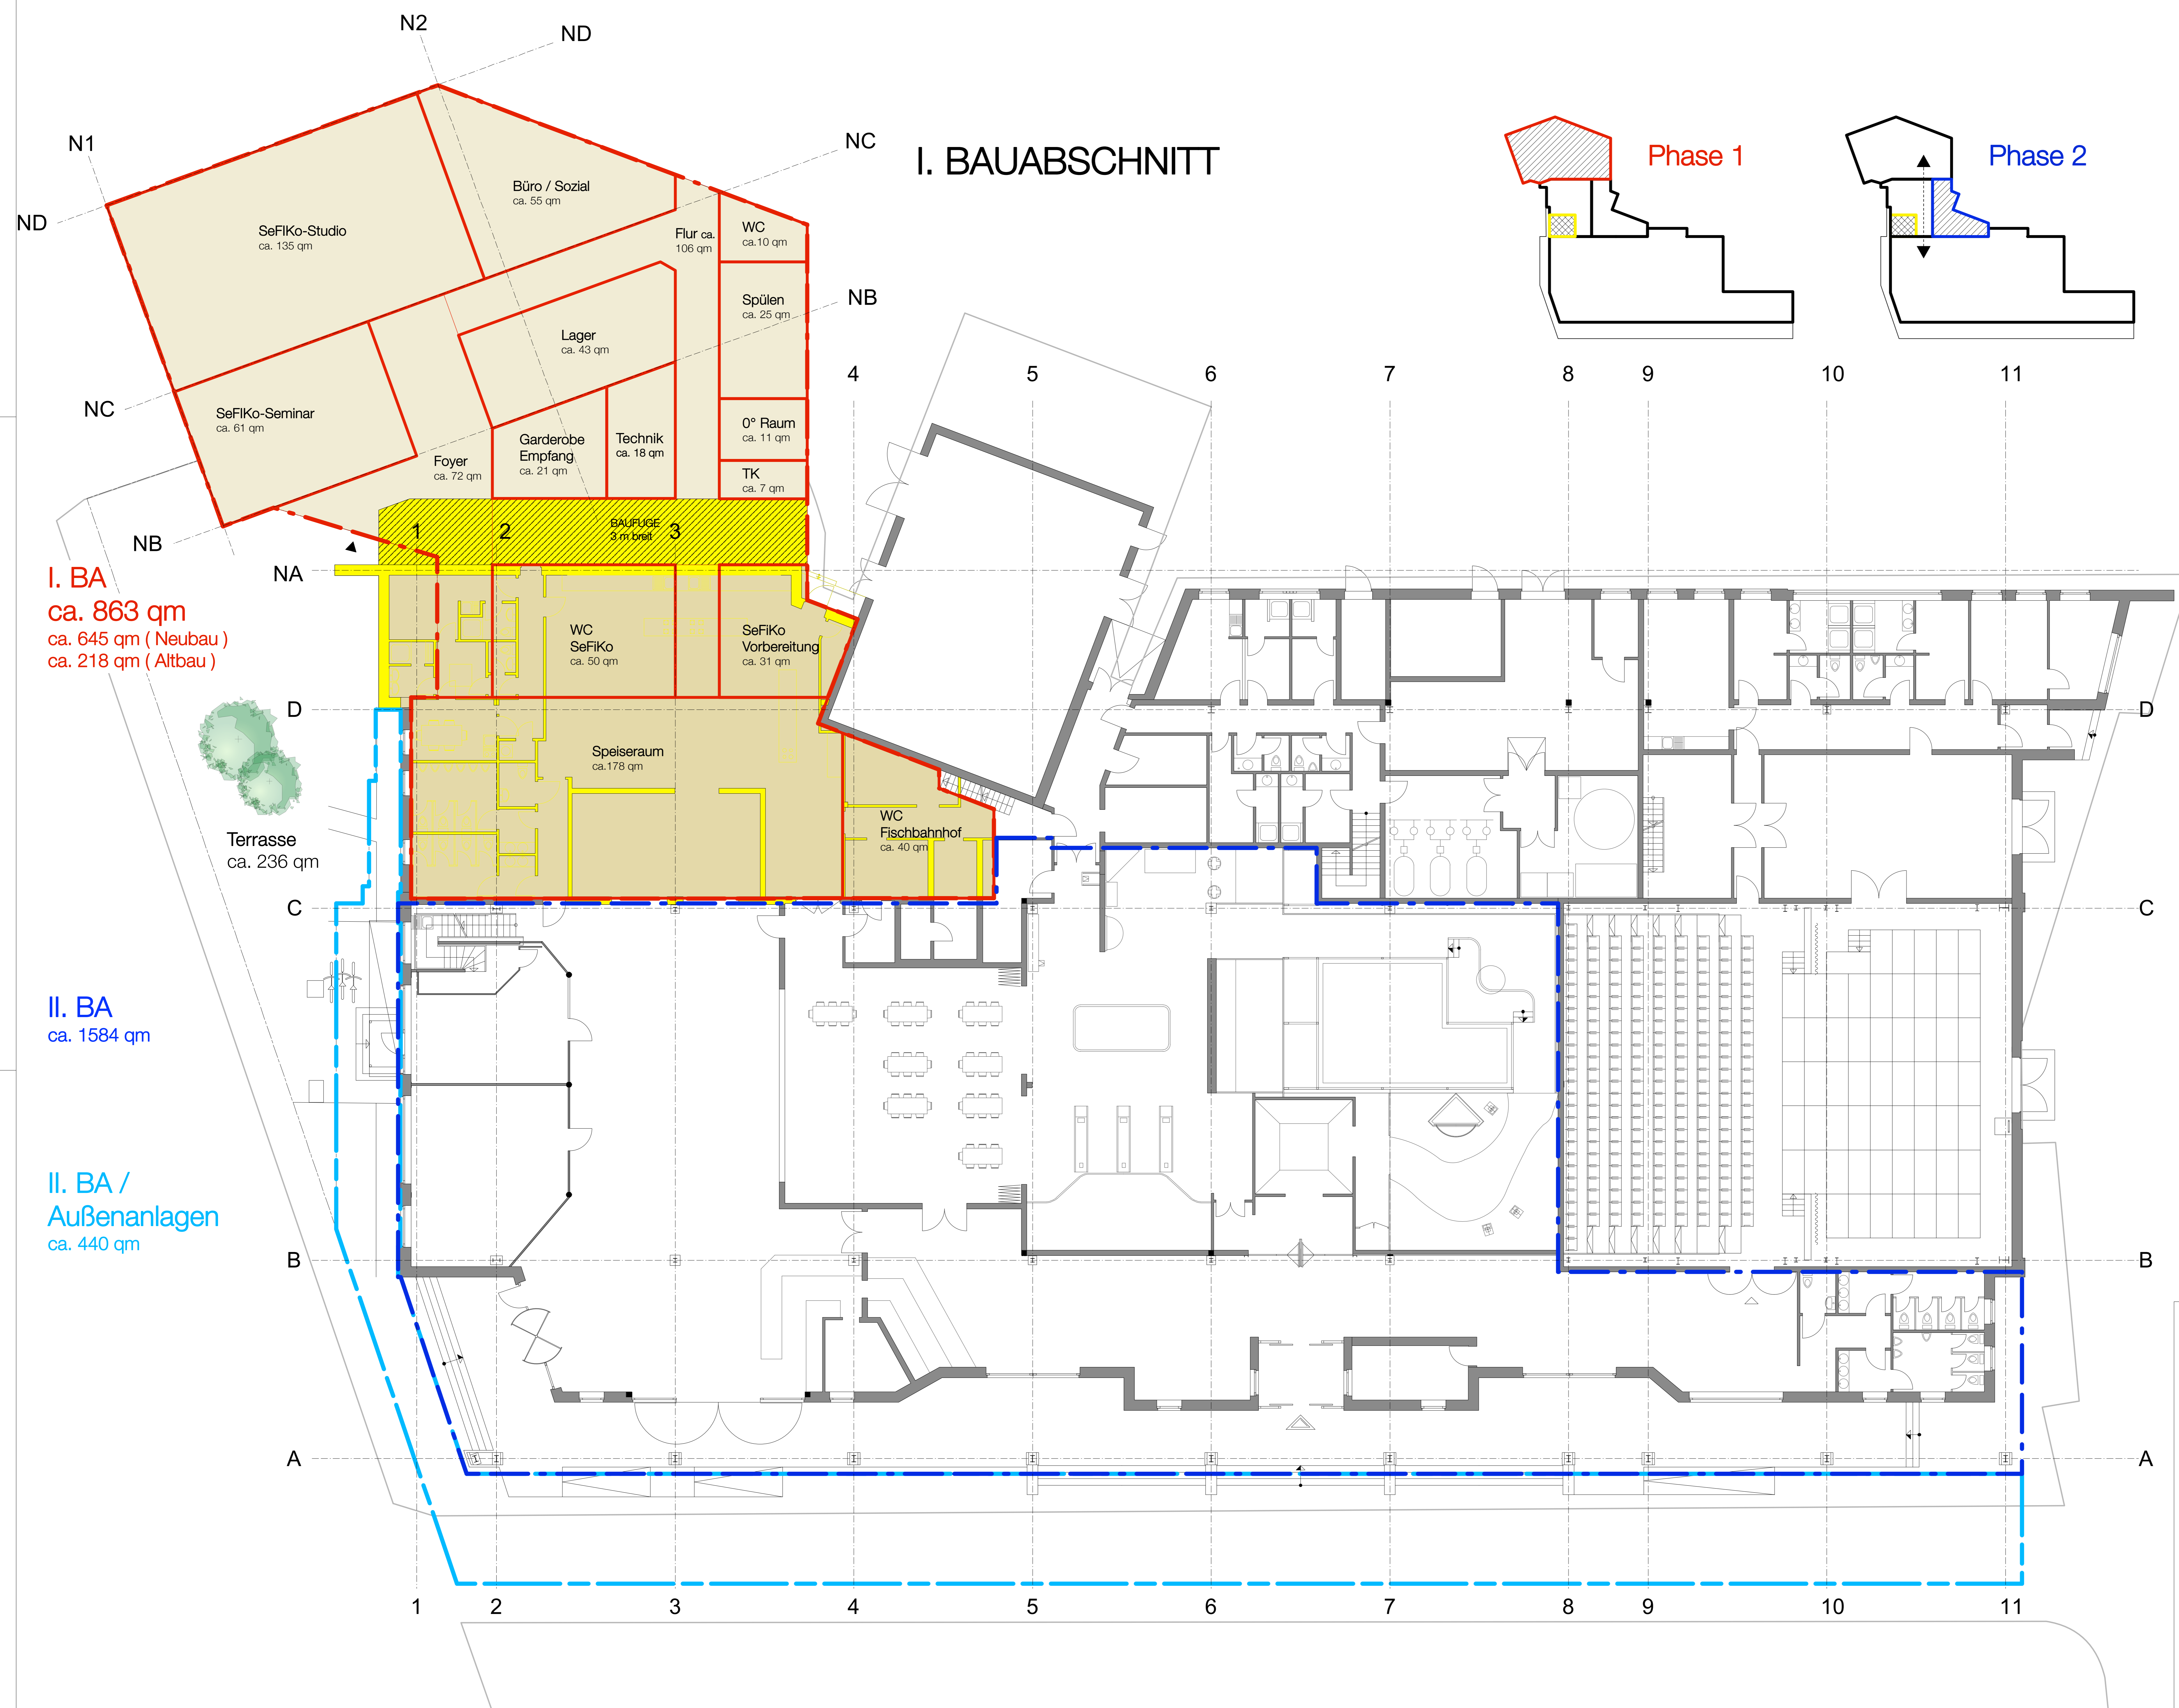 N2
ND
N1
NC
I. BAUABSCHNITT
Phase 1
Phase 2
ND
Büro / Sozial
ca. 55 qm
SeFIKo-Studio
ca. 135 qm
Flur ca.
106 qm
WC
ca.10 qm
NB
Spülen
ca. 25 qm
Lager
ca. 43 qm
4
5
6
7
8
9
10
11
NC
SeFIKo-Seminar
ca. 61 qm
Foyer
ca. 72 qm
Garderobe
Empfang
ca. 21 qm
Technik
ca. 18 qm
0° Raum
ca. 11 qm
TK
ca. 7 qm
NB
1
2
BAUFUGE
3 m breit
3
NA
I. BA
ca. 863 qm
ca. 645 qm ( Neubau )
ca. 218 qm ( Altbau )
WC
SeFiKo
ca. 50 qm
SeFiKo
Vorbereitung
ca. 31 qm
D
D
Speiseraum
ca.178 qm
WC
Fischbahnhof
ca. 40 qm
Terrasse
ca. 236 qm
C
C
II. BA
ca. 1584 qm
II. BA /
Außenanlagen
ca. 440 qm
B
B
A
A
1
2
3
4
5
6
7
8
9
10
11